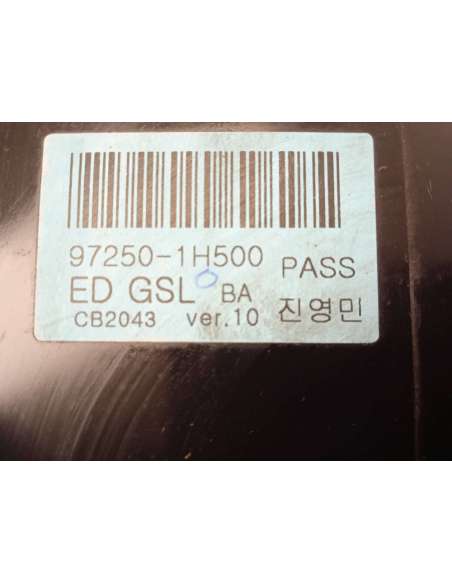 97250-1H500 PASS
ED GSL BA
CB2043 ver.10 진영민